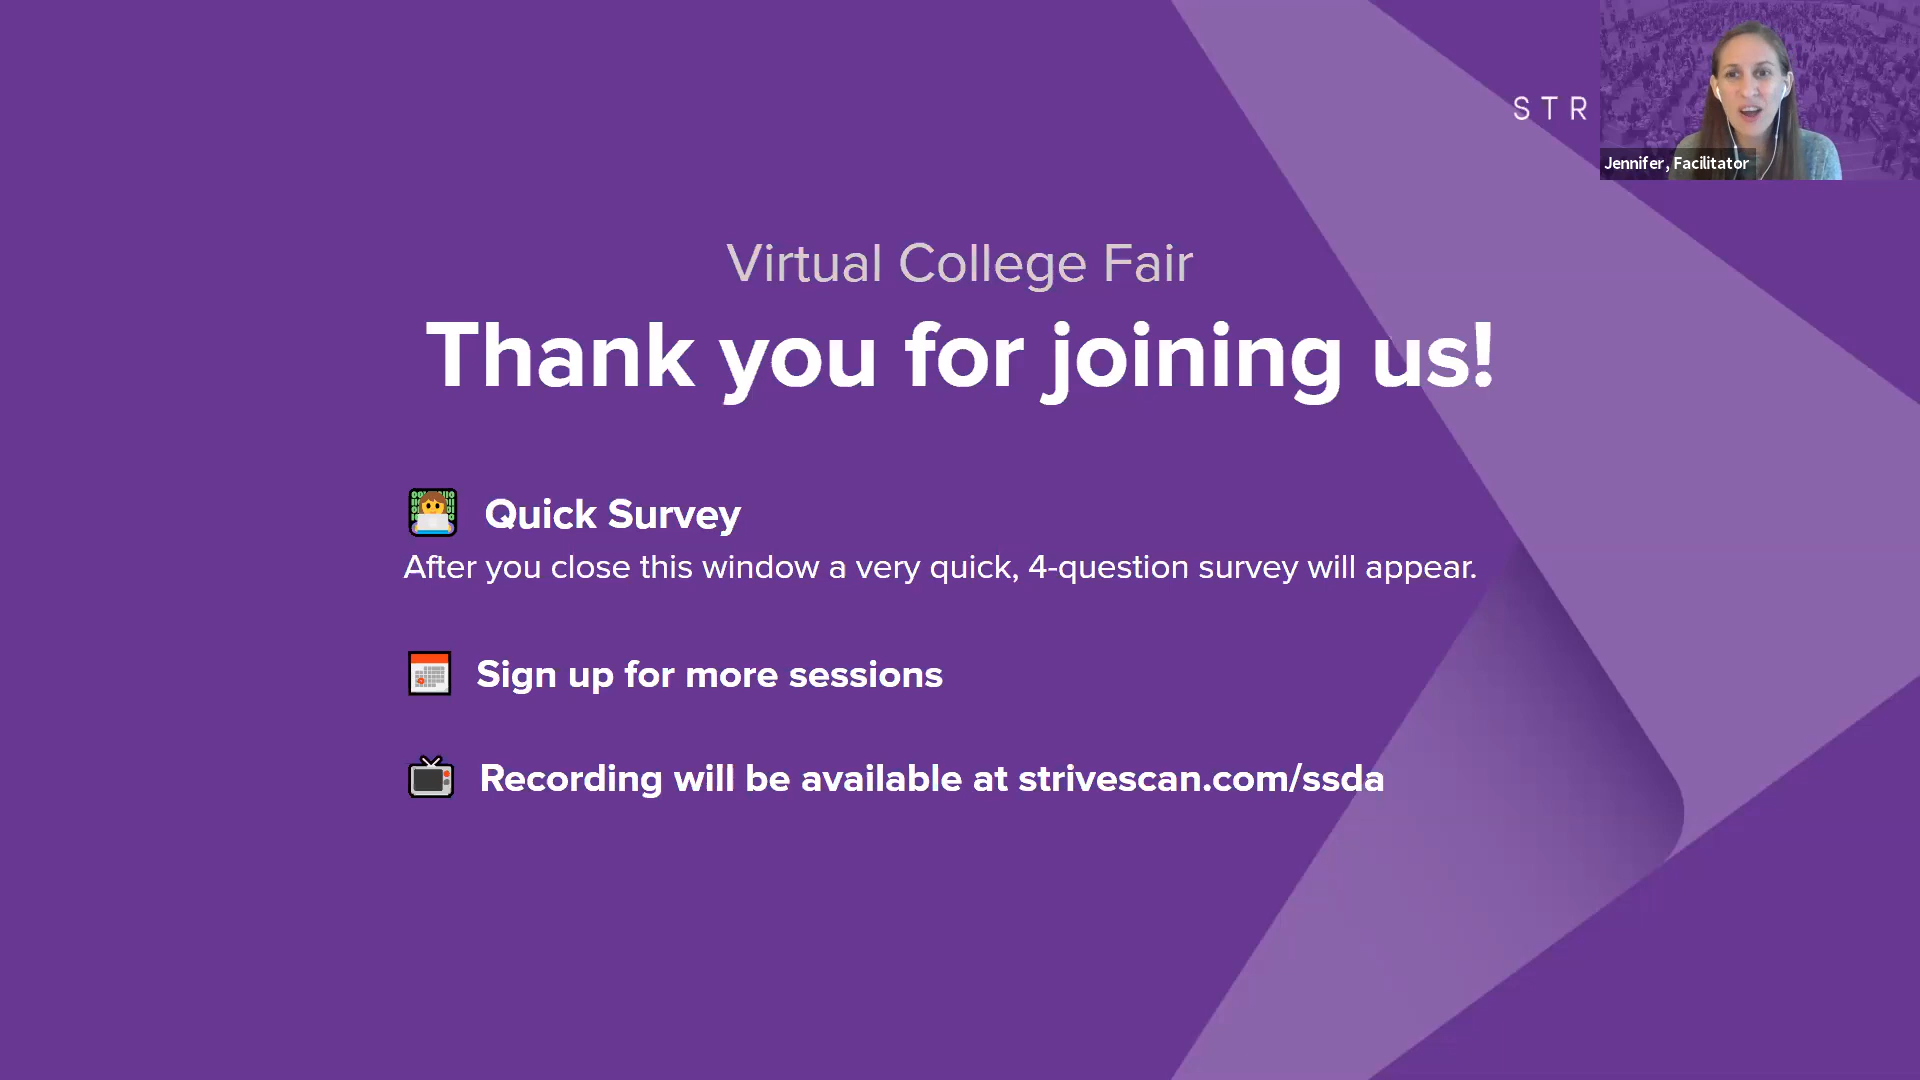 STR
Jennifer, Facilitator
Virtual College Fair
Thank you for joining us!
Quick Survey
After you close this window a very quick, 4-question survey will appear.
Sign up for more sessions
Recording will be available at strivescan.com/ssda